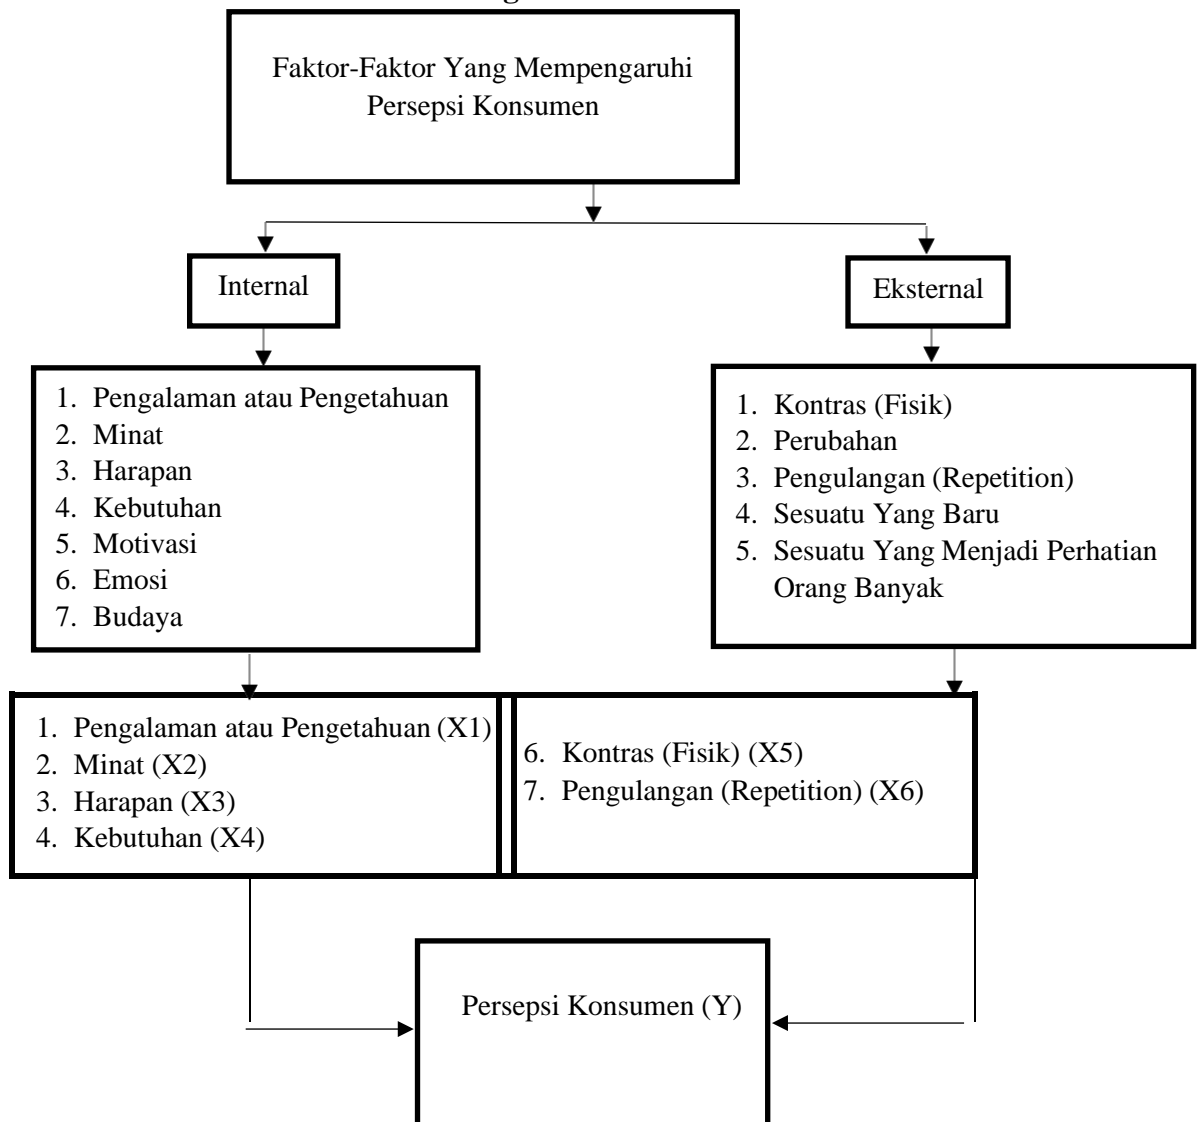 Faktor-Faktor Yang Mempengaruhi
Persepsi Konsumen
Internal
Eksternal
1. Pengalaman atau Pengetahuan
2. Minat
3. Harapan
4. Kebutuhan
5. Motivasi
6. Emosi
7. Budaya
1. Kontras (Fisik)
2. Perubahan
3. Pengulangan (Repetition)
4. Sesuatu Yang Baru
5. Sesuatu Yang Menjadi Perhatian
Orang Banyak
1. Pengalaman atau Pengetahuan (X1)
2. Minat (X2)
3. Harapan (X3)
4. Kebutuhan (X4)
6. Kontras (Fisik) (X5)
7. Pengulangan (Repetition) (X6)
Persepsi Konsumen (Y)